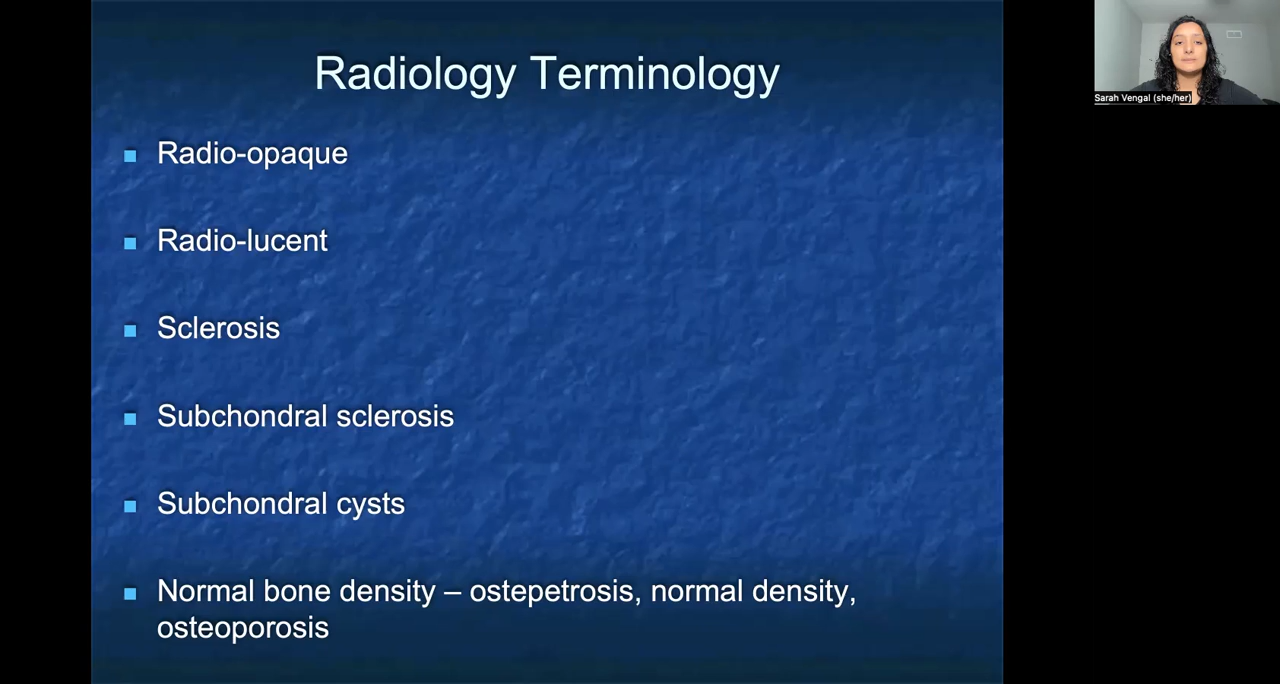 Radiology Terminology
Sarah Vengal (she/her)
Radio-opaque
Radio-lucent
Sclerosis
Subchondral sclerosis
Subchondral cysts
Normal bone density – ostepetrosis, normal density,
osteoporosis